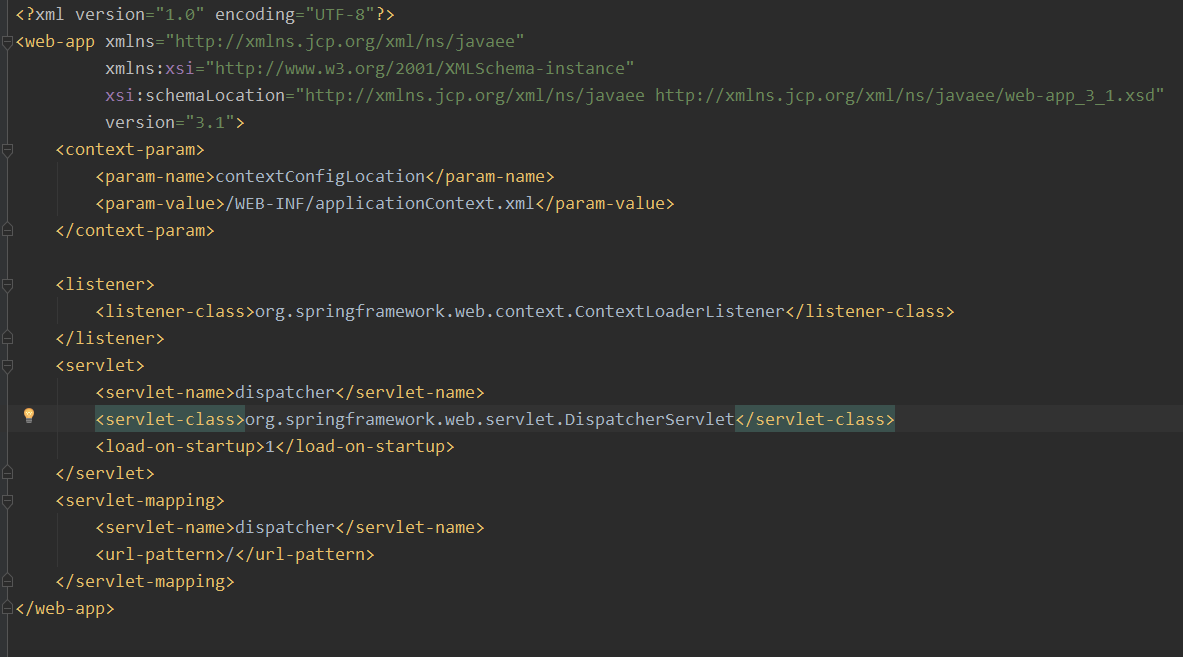 <?xml version="1.0" encoding="UTF-8"?>
<web-app xmlns="http://xmlns.jcp.org/xml/ns/javaee"
         xmlns:xsi="http://www.w3.org/2001/XMLSchema-instance"
         xsi:schemaLocation="http://xmlns.jcp.org/xml/ns/javaee http://xmlns.jcp.org/xml/ns/javaee/web-app_3_1.xsd"
         version="3.1">
    <context-param>
        <param-name>contextConfigLocation</param-name>
        <param-value>/WEB-INF/applicationContext.xml</param-value>
    </context-param>

    <listener>
        <listener-class>org.springframework.web.context.ContextLoaderListener</listener-class>
    </listener>
    <servlet>
        <servlet-name>dispatcher</servlet-name>
        <servlet-class>org.springframework.web.servlet.DispatcherServlet</servlet-class>
        <load-on-startup>1</load-on-startup>
    </servlet>
    <servlet-mapping>
        <servlet-name>dispatcher</servlet-name>
        <url-pattern>/</url-pattern>
    </servlet-mapping>
</web-app>